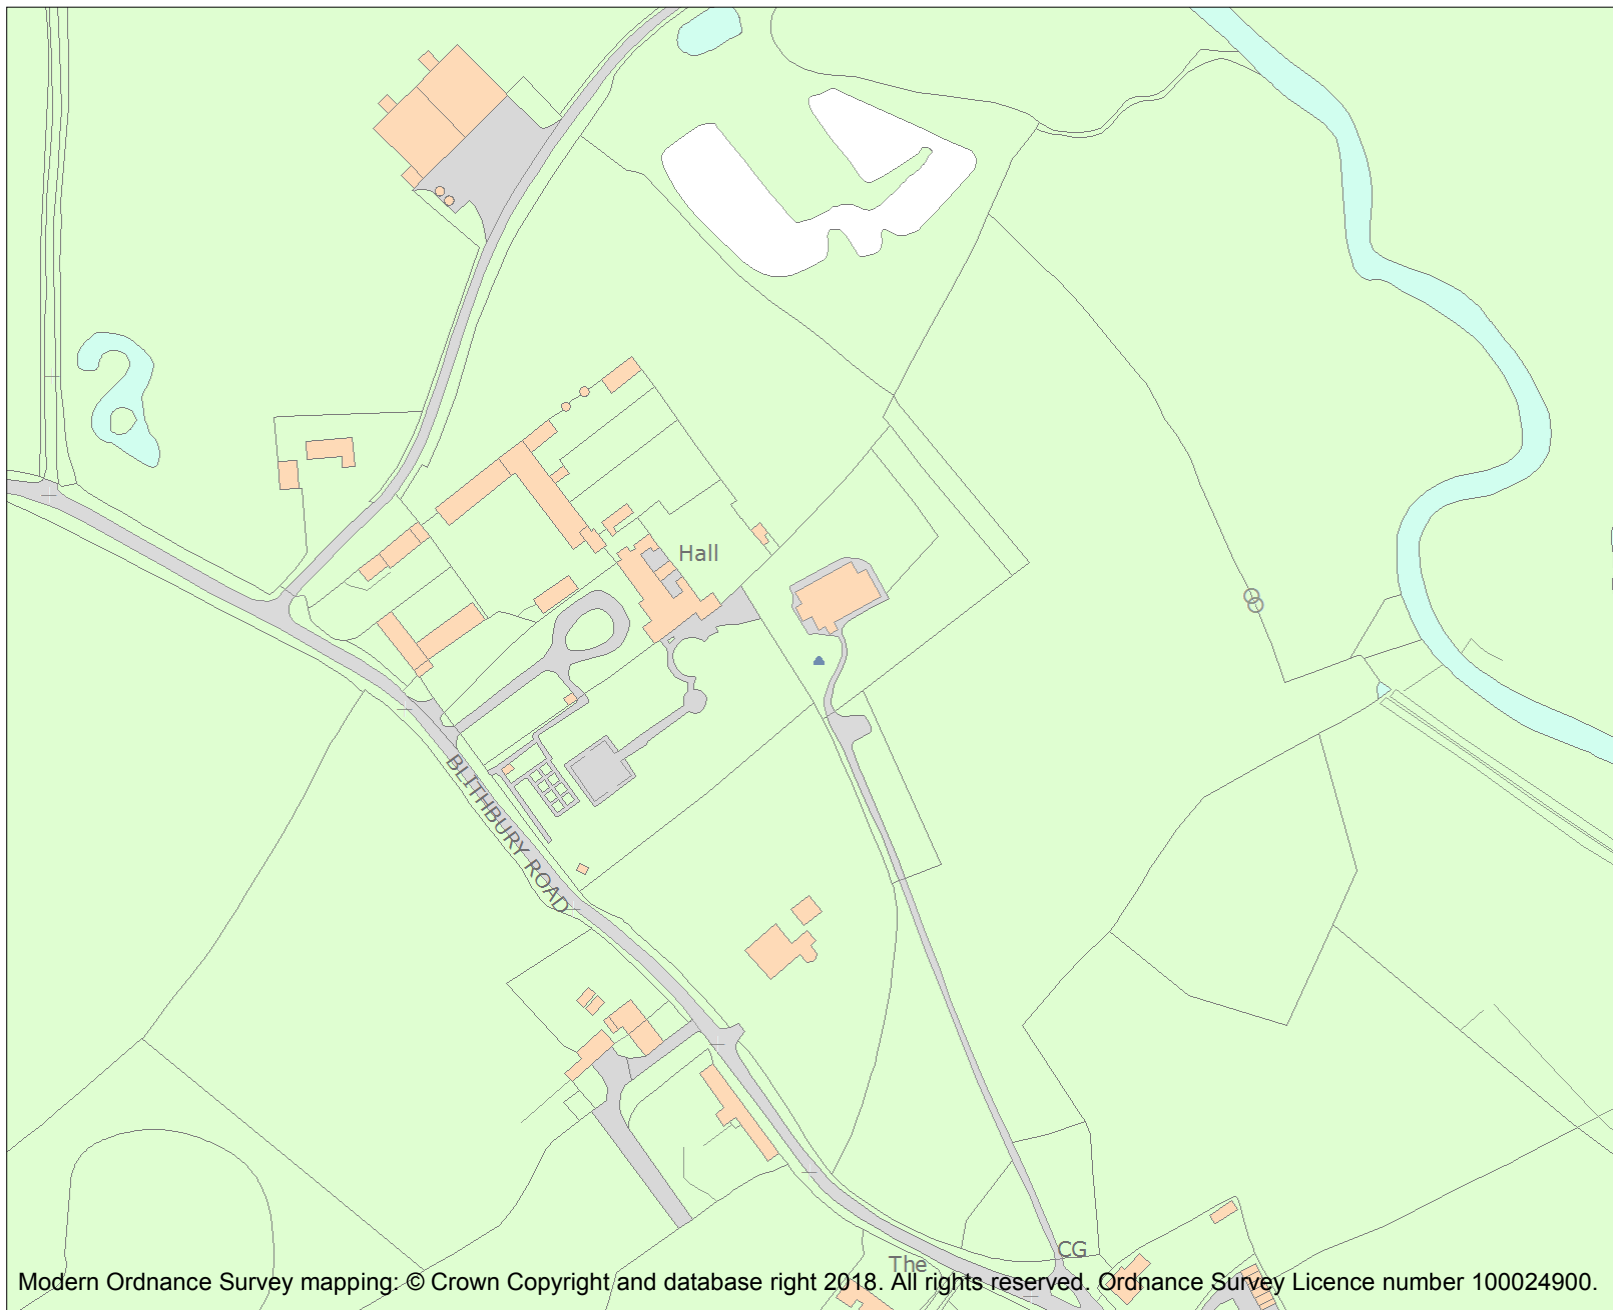 Hall
BLITHBURY ROAD
CG
The
Modern Ordnance Survey mapping: © Crown Copyright and database right 2018. All rights reserved. Ordnance Survey Licence number 100024900.